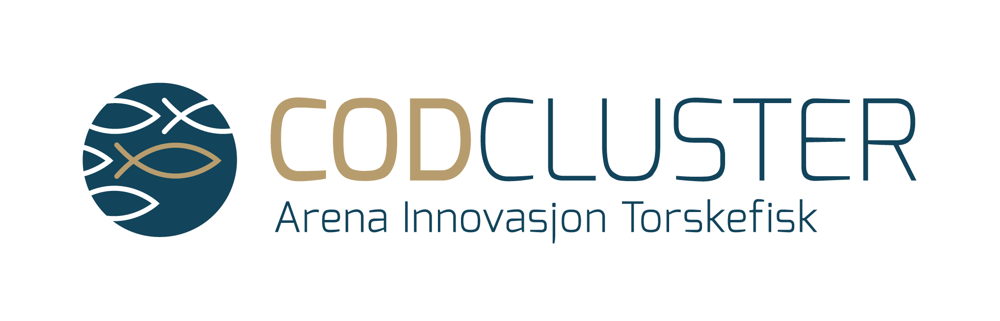 CODCLUSTER
Arena Innovasjon Torskefisk